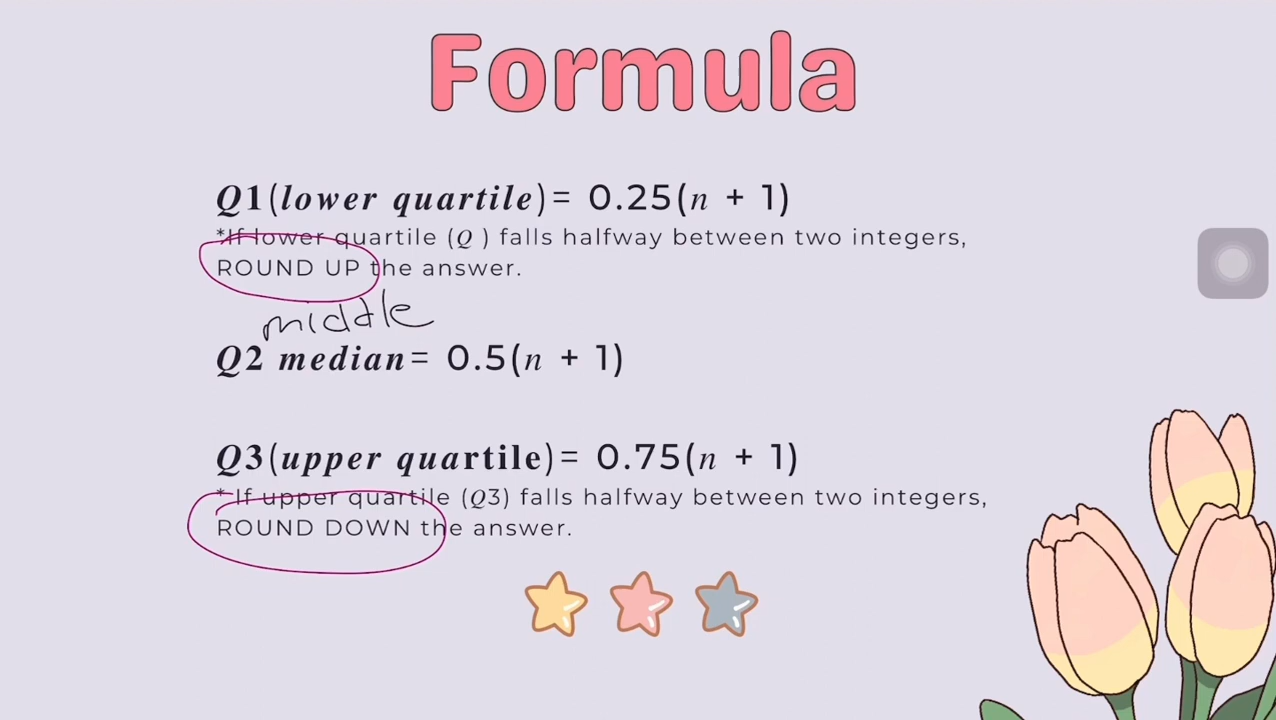 Formula
Q1(lower quartile)= 0.25(n + 1)
*If lower quartile (Q ) falls halfway between two integers,
ROUND UP the answer.
middle
Q2 median= 0.5(n + 1)
Q3(upper quartile)= 0.75(n + 1)
* If upper quartile (Q3) falls halfway between two integers,
ROUND DOWN the answer.